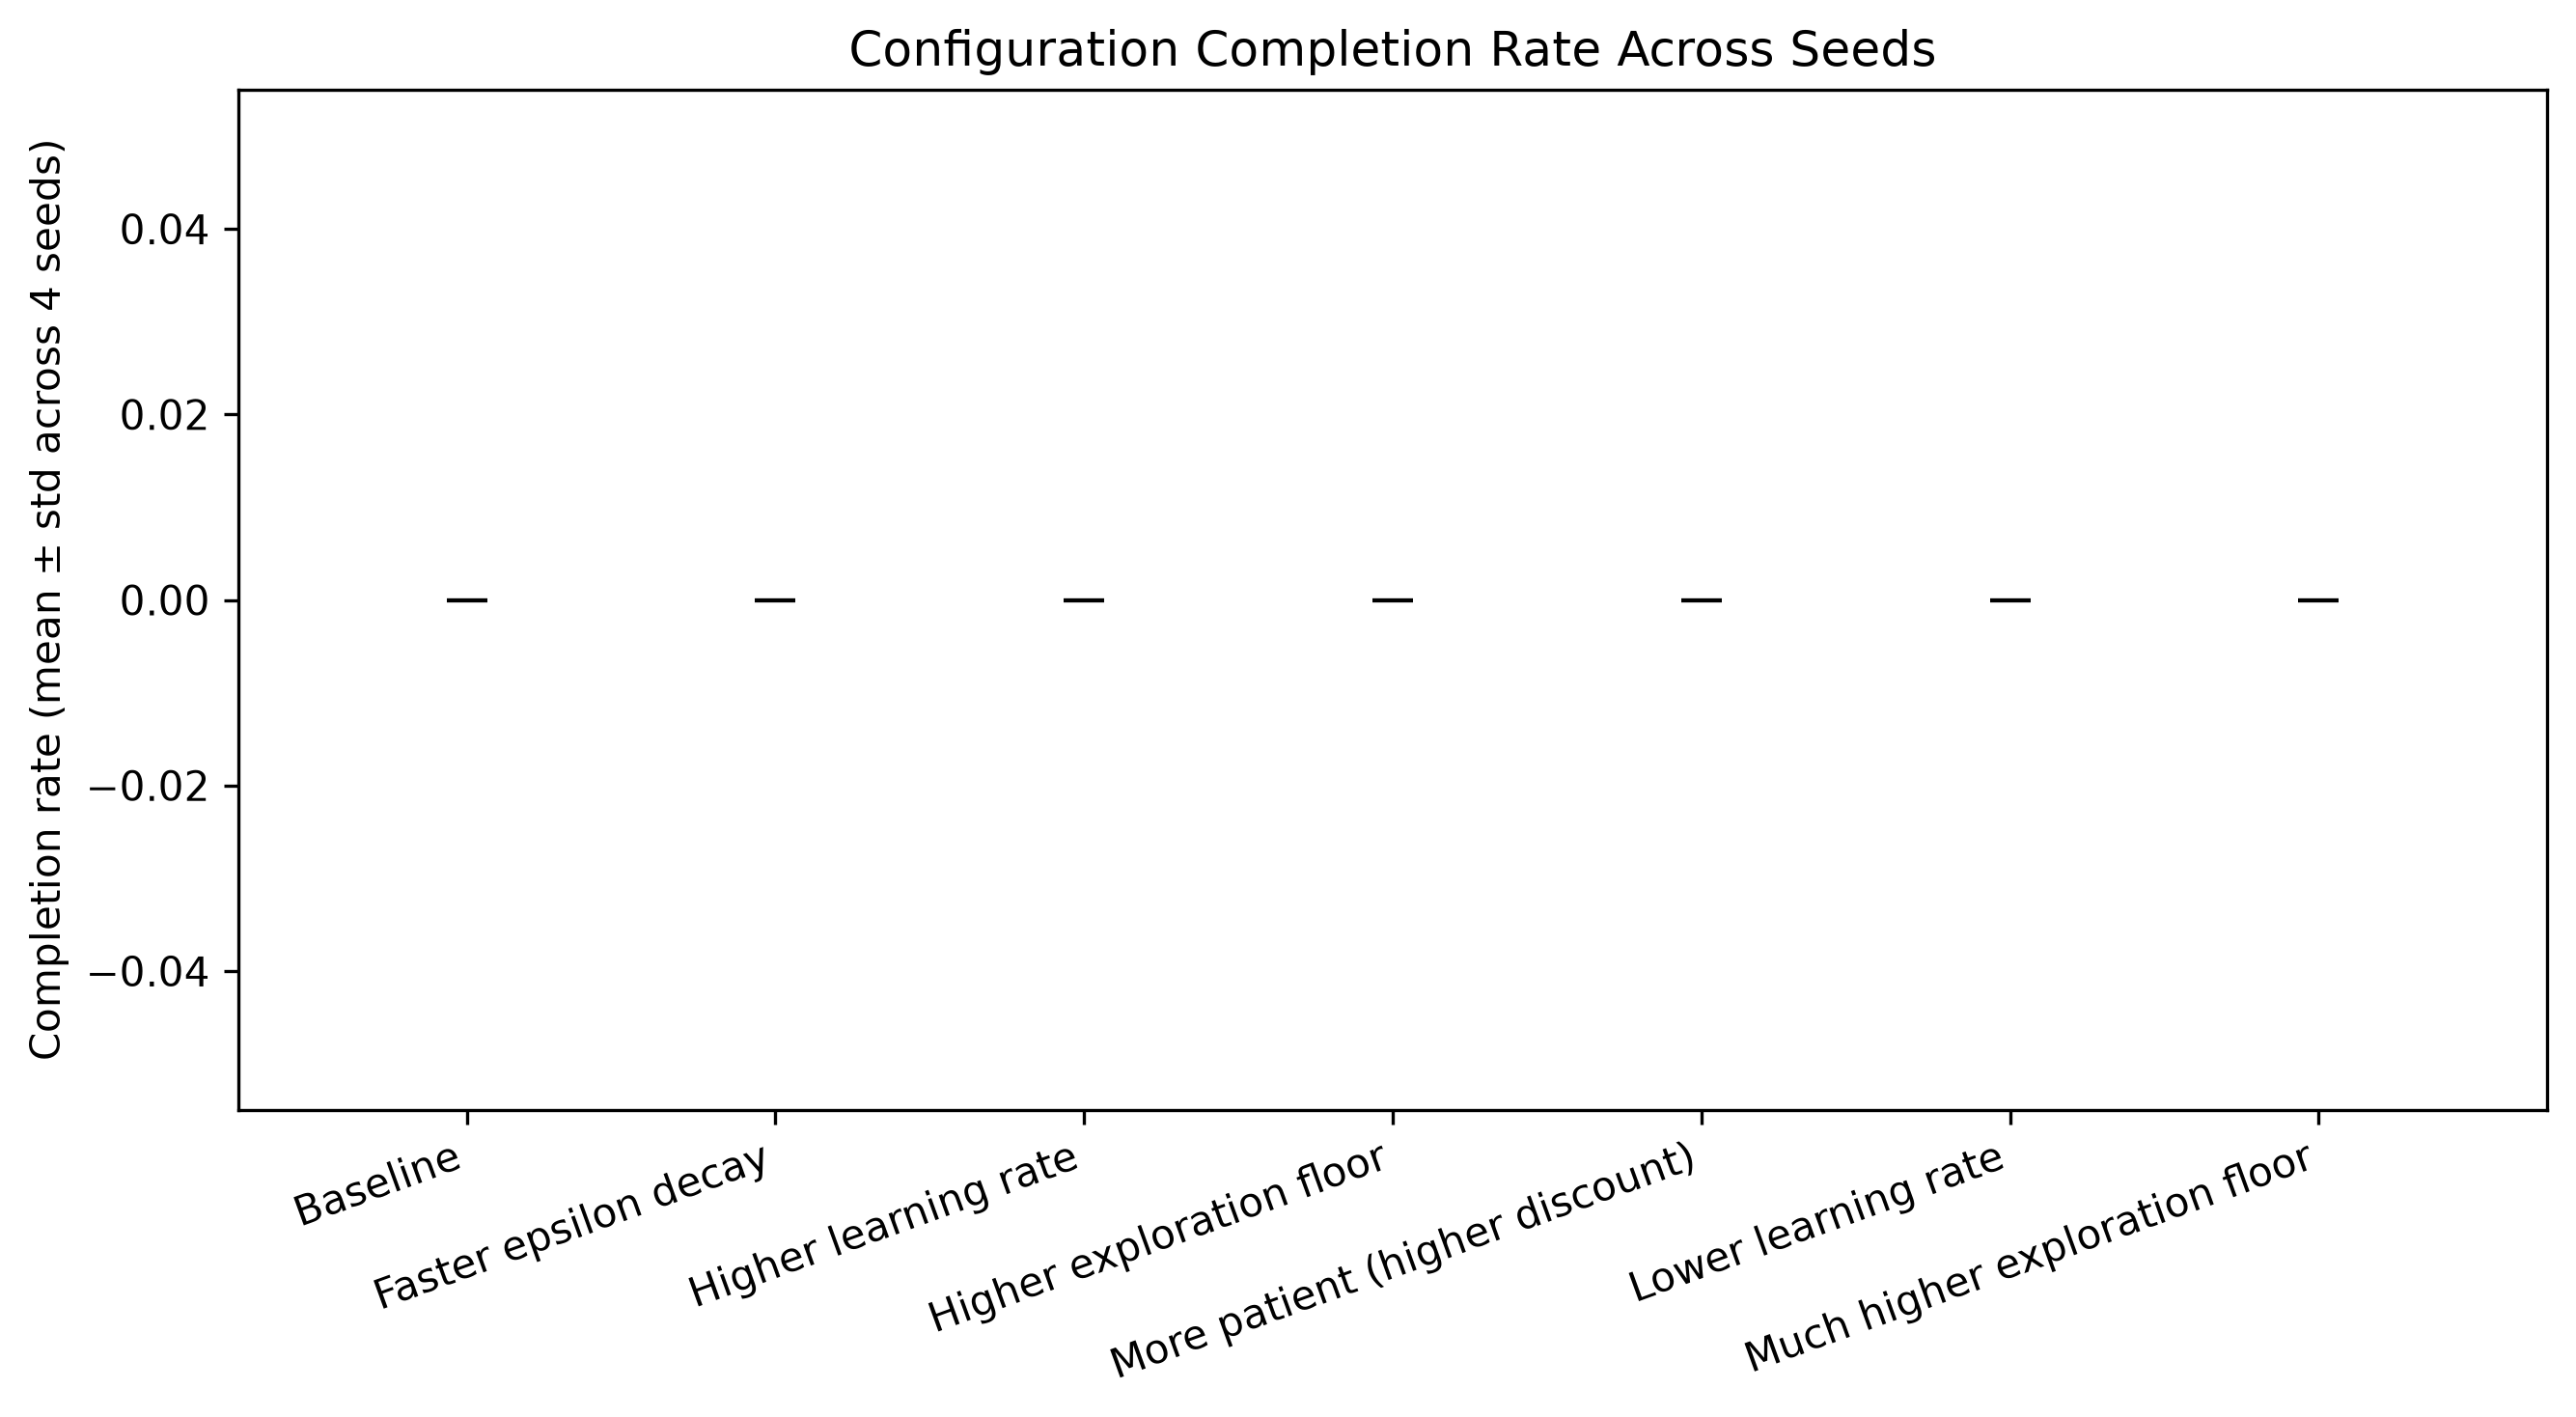 Configuration Completion Rate Across Seeds
Completion rate (mean ± std across 4 seeds)
0.04
0.02
0.00
−0.02
−0.04
Baseline
Faster epsilon decay
Higher learning rate
Higher exploration floor
More patient (higher discount)
Lower learning rate
Much higher exploration floor